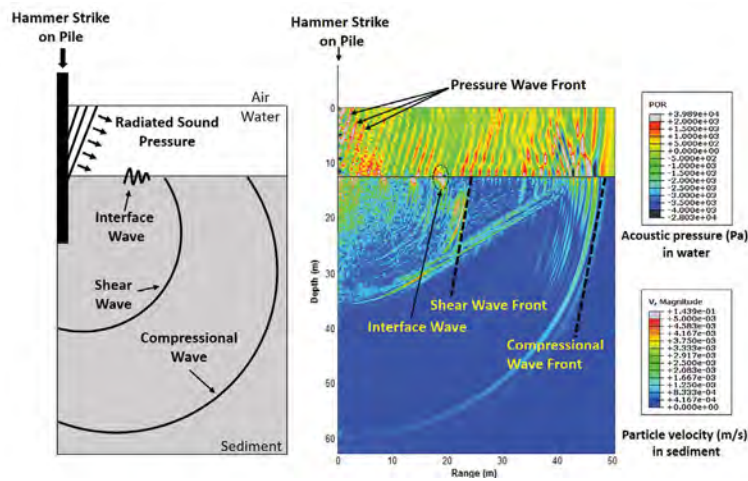 Hammer Strike
on Pile
Air
Water
Radiated Sound
Pressure
Interface
Wave
Shear
Wave
Compressional
Wave
Sediment
Hammer Strike
on Pile
Pressure Wave Front
0
10
20
30
40
50
60
Depth (m)
Shear Wave Front
Interface Wave
Compressional
Wave Front
0
10
20
30
40
50
Range (m)
POR
+3.989e+04
+2.000e+03
+1.500e+03
+1.000e+03
+5.000e+02
+0.000e+00
-5.000e+02
-1.000e+03
-1.500e+03
-2.000e+03
-2.500e+03
-3.000e+03
-3.500e+03
-4.000e+03
-2.803e+04
Acoustic pressure (Pa)
in water
V, Magnitude
+1.439e-01
+5.000e-03
+4.583e-03
+4.167e-03
+3.750e-03
+3.333e-03
+2.917e-03
+2.500e-03
+2.083e-03
+1.667e-03
+1.250e-03
+8.333e-04
+4.167e-04
+0.000e+00
Particle velocity (m/s)
in sediment